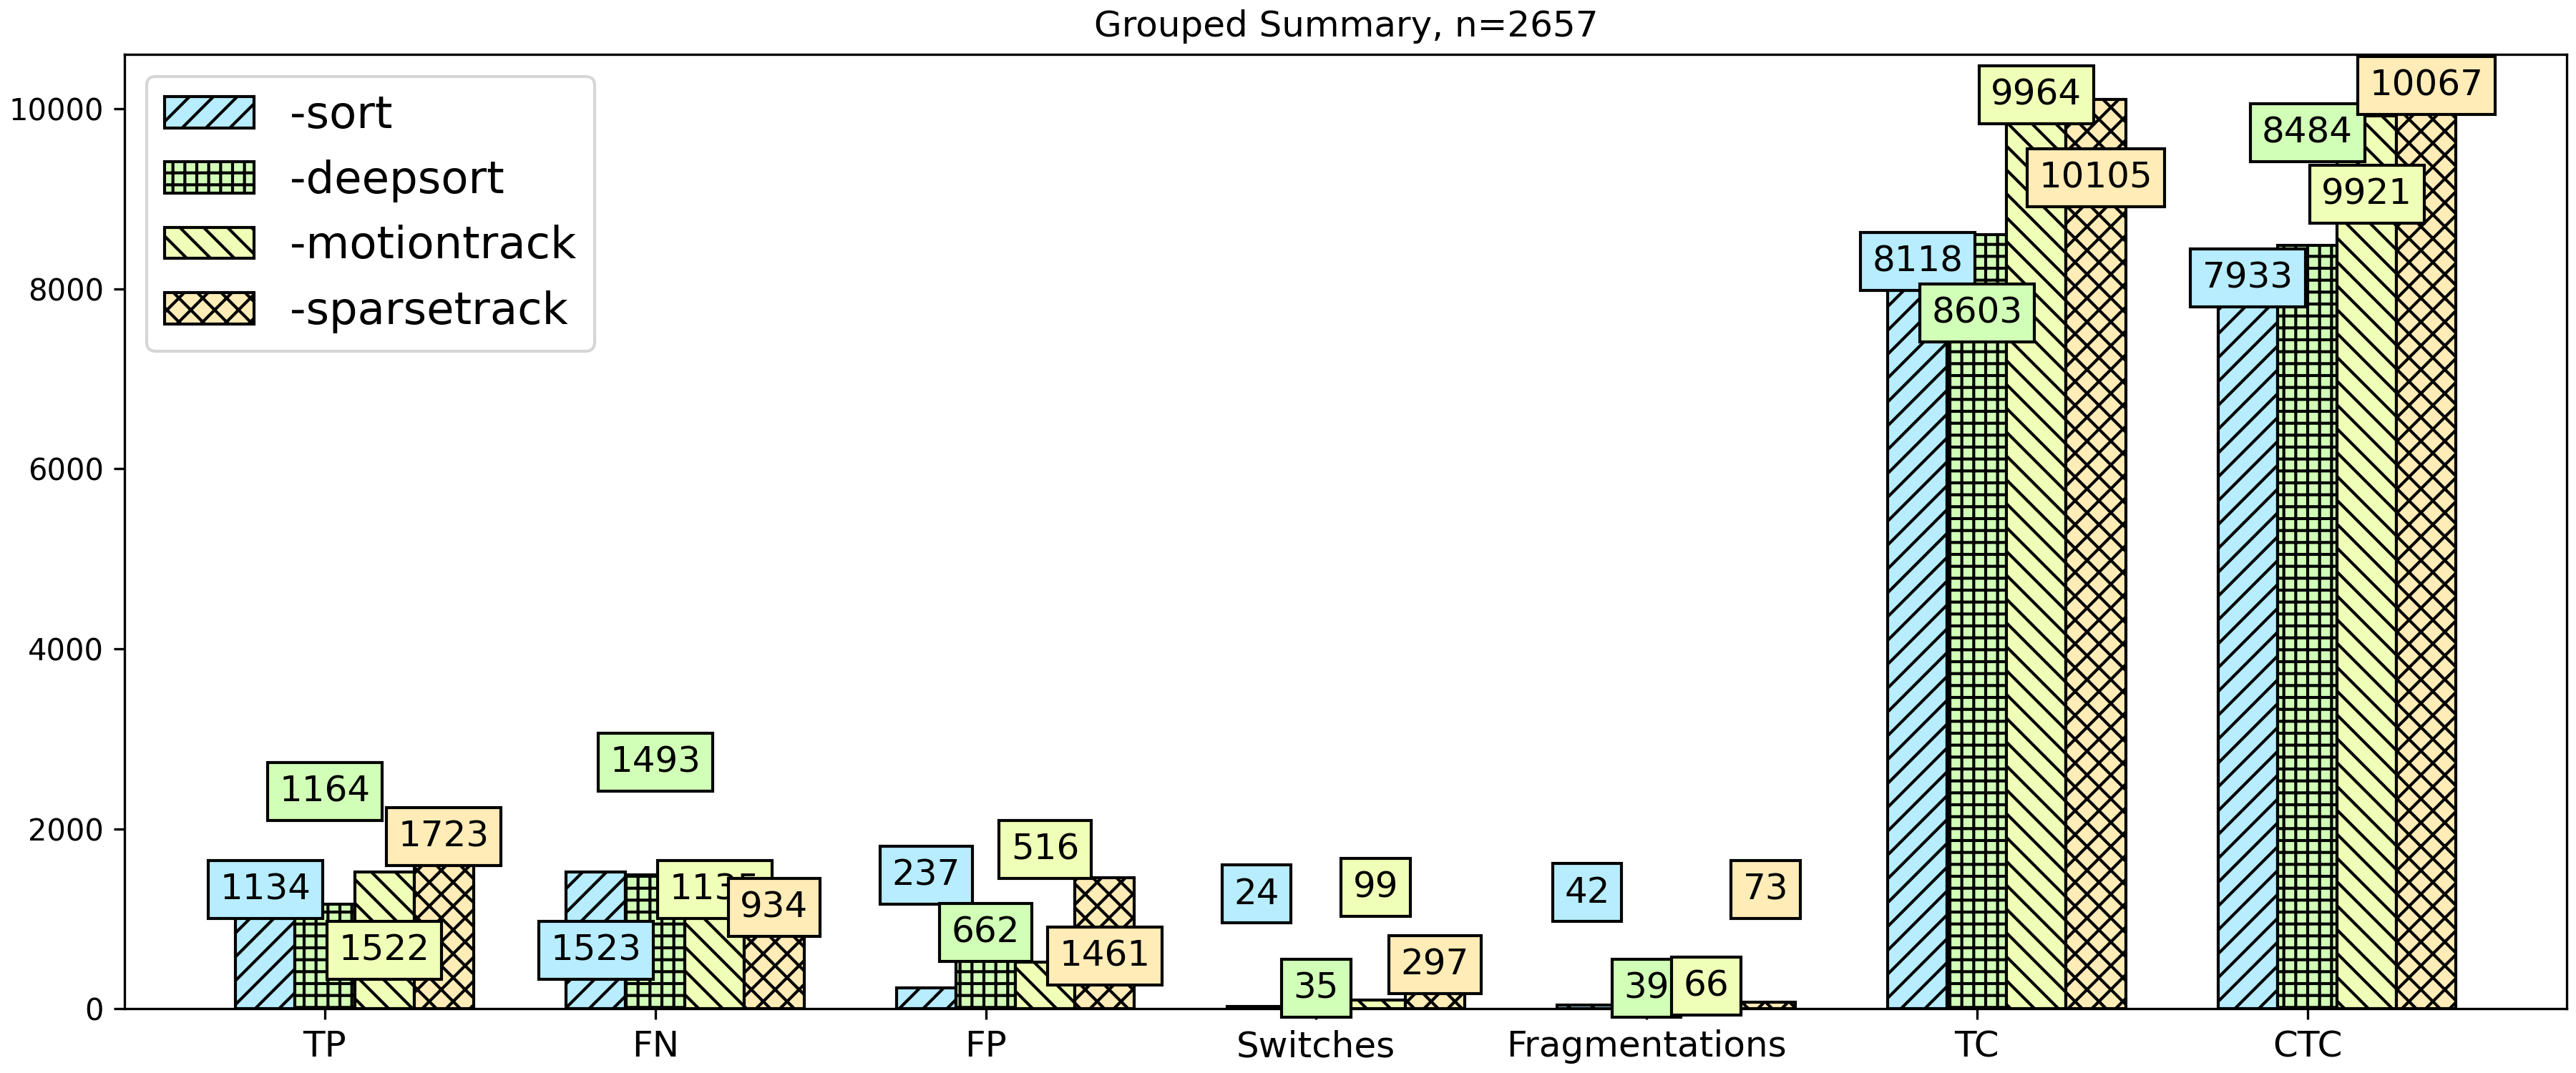 Grouped Summary, n=2657
10000
8000
6000
4000
2000
0
-sort
-deepsort
-motiontrack
-sparsetrack
1134
1164
1522
1723
1523
1493
934
237
662
516
1461
24
35
99
297
42
39
66
73
8118
8603
9964
10105
7933
8484
9921
10067
TP
FN
FP
Switches
Fragmentations
TC
CTC